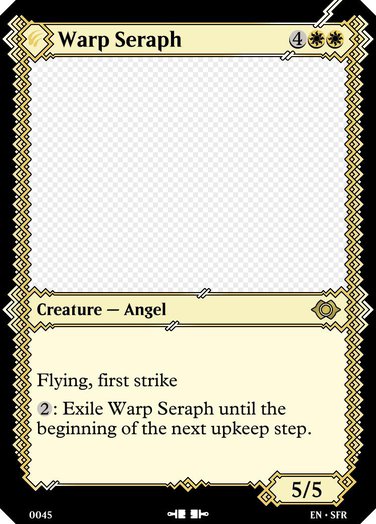 Warp Seraph 4
Creature — Angel
Flying, first strike
2: Exile Warp Seraph until the
beginning of the next upkeep step.
5/5
0045 EN • SFR